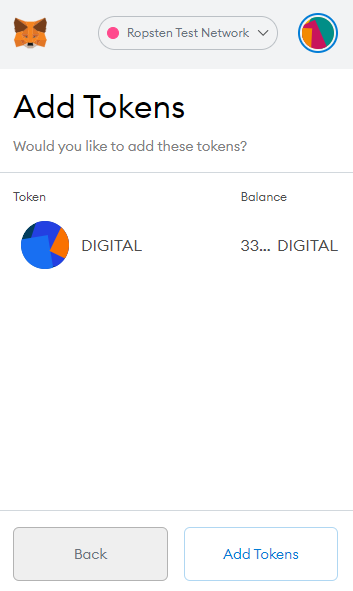 Ropsten Test Network
Add Tokens
Would you like to add these tokens?
Token Balance
DIGITAL 33... DIGITAL
Back Add Tokens